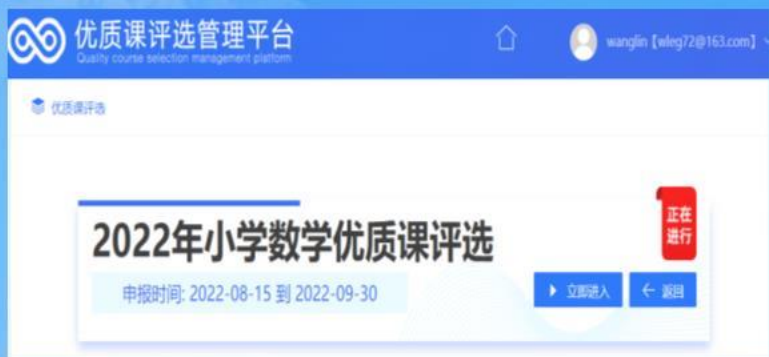 优质课评选管理平台
Quality course selection management platform
wanglin【wleg72@163.com】
优质课评选
正在
进行
2022年小学数学优质课评选
申报时间: 2022-08-15 到 2022-09-30
立即进入
返回